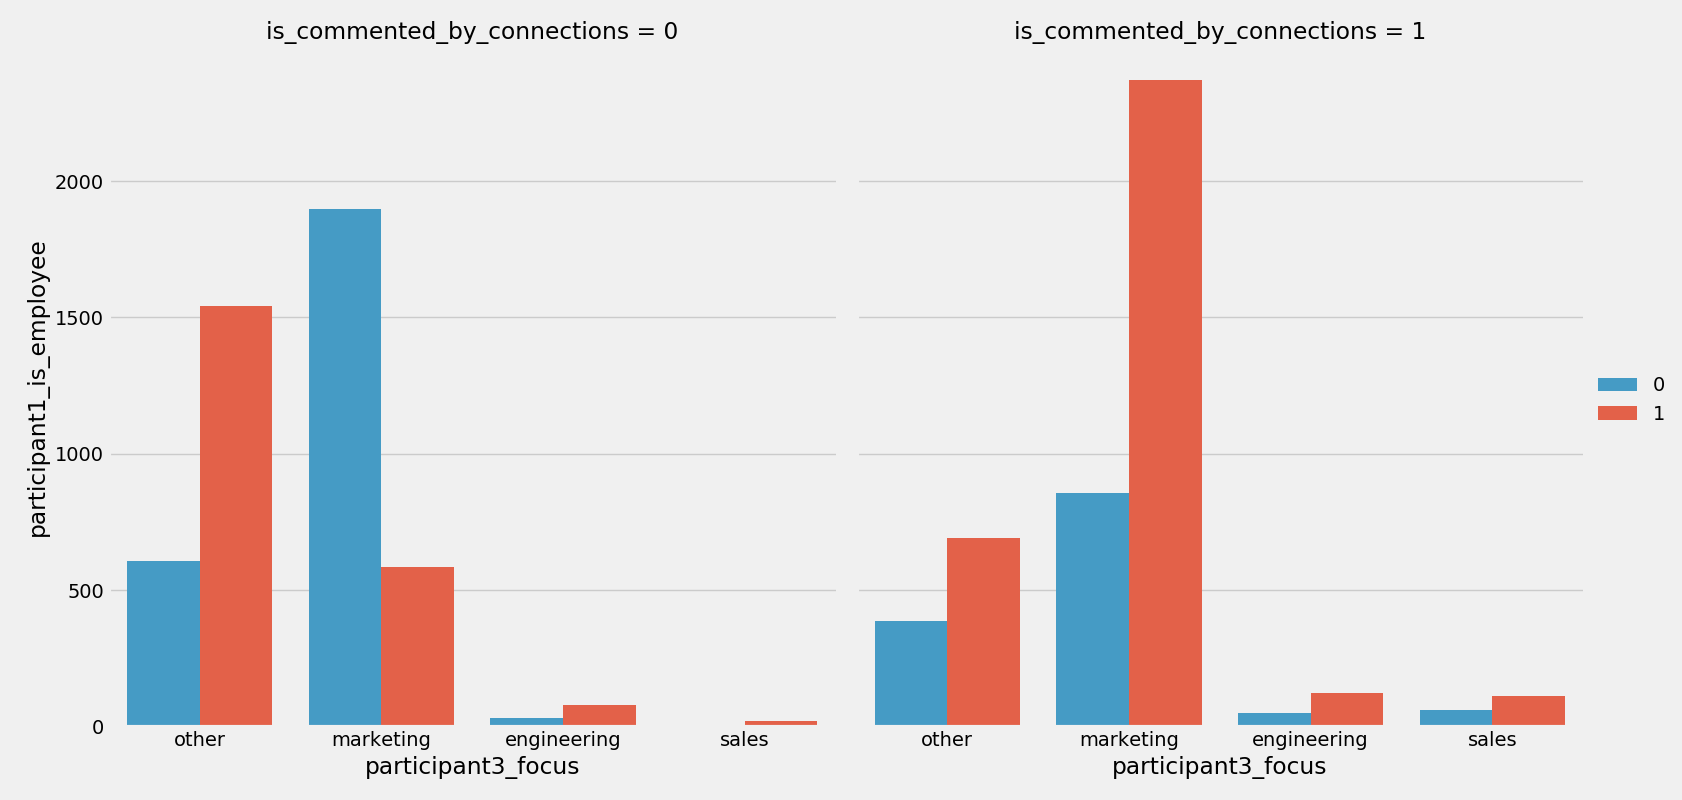 is_commented_by_connections = 0
is_commented_by_connections = 1
participant1_is_employee
2000
1500
1000
500
0
other marketing engineering sales
other marketing engineering sales
participant3_focus
participant3_focus
0
1